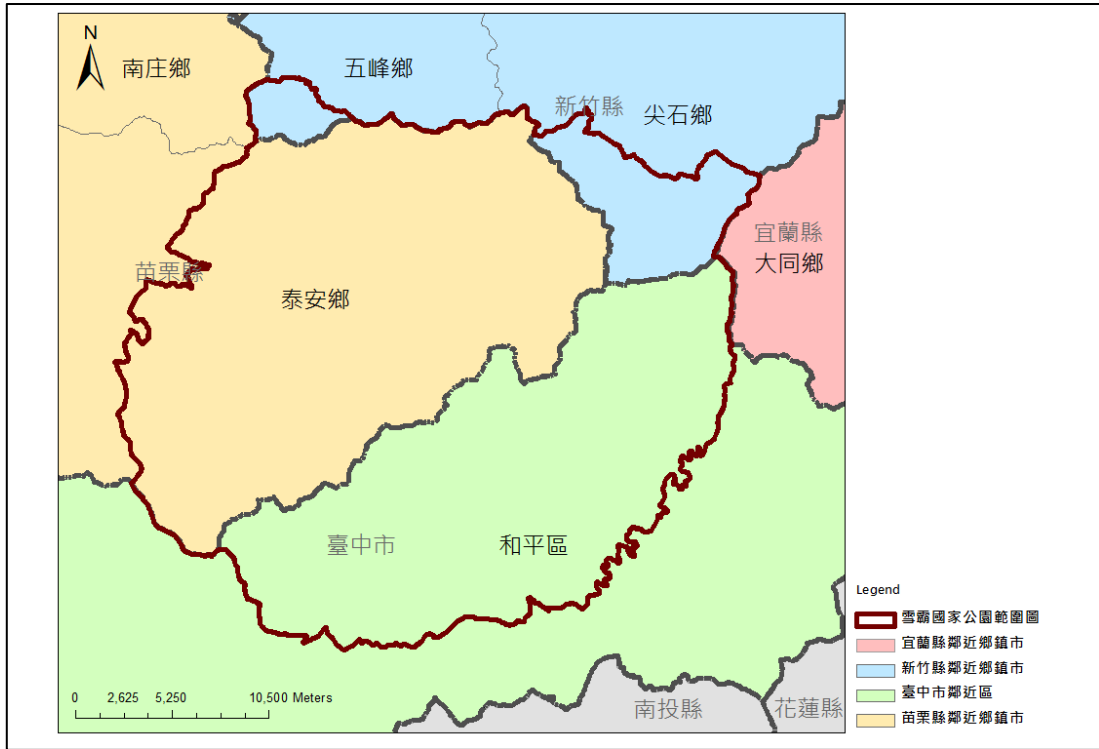 N
南庄鄉
五峰鄉
新竹縣
尖石鄉
宜蘭縣
大同鄉
苗栗縣
泰安鄉
臺中市
和平區
南投縣
花蓮縣
0 2,625 5,250 10,500 Meters
Legend
雪霸國家公園範圍圖
宜蘭縣鄰近鄉鎮市
新竹縣鄰近鄉鎮市
臺中市鄰近區
苗栗縣鄰近鄉鎮市